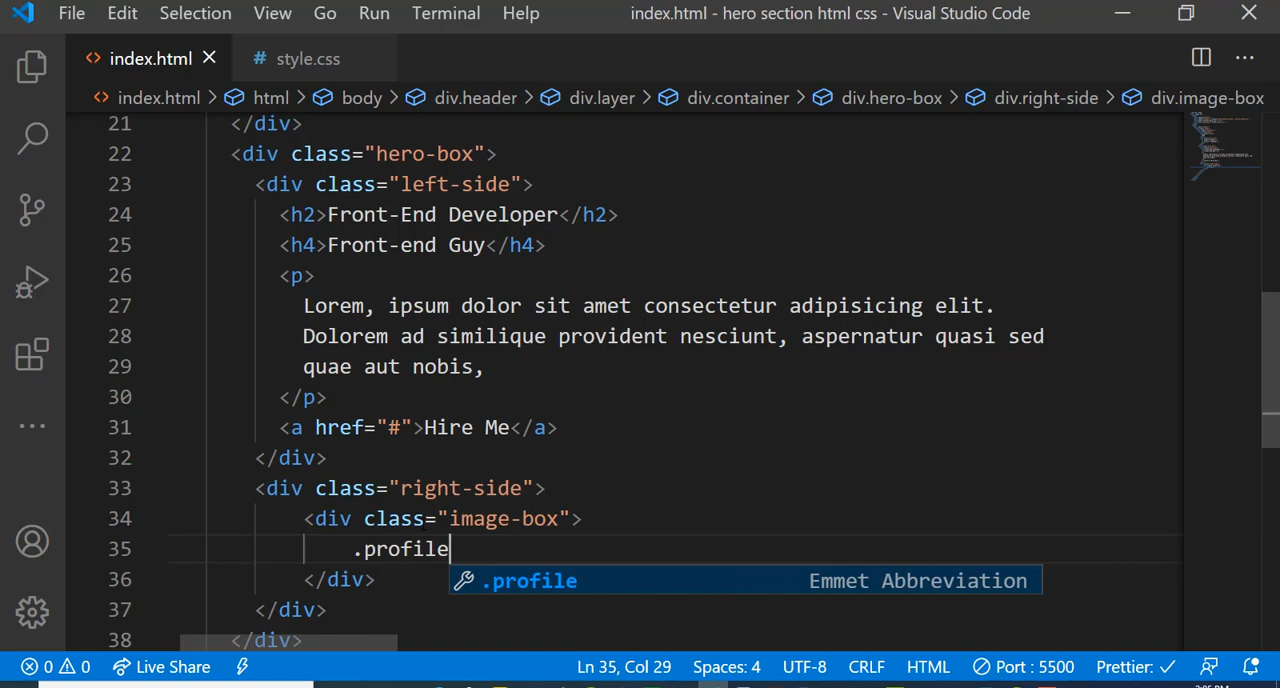 File Edit Selection View Go Run Terminal Help index.html - hero section html css - Visual Studio Code
index.html style.css
index.html > html > body > div.header > div.layer > div.container > div.hero-box > div.right-side > div.image-box
21 </div>
22 <div class="hero-box">
23 <div class="left-side">
24 <h2>Front-End Developer</h2>
25 <h4>Front-end Guy</h4>
26 <p>
27 Lorem, ipsum dolor sit amet consectetur adipisicing elit.
28 Dolorem ad similique provident nesciunt, aspernatur quasi sed
29 quae aut nobis,
30 </p>
31 <a href="#">Hire Me</a>
32 </div>
33 <div class="right-side">
34 <div class="image-box">
35 .profile
.profile Emmet Abbreviation
36 </div>
37 </div>
38 </div>
0 0 Live Share Ln 35, Col 29 Spaces: 4 UTF-8 CRLF HTML Port : 5500 Prettier: ✓